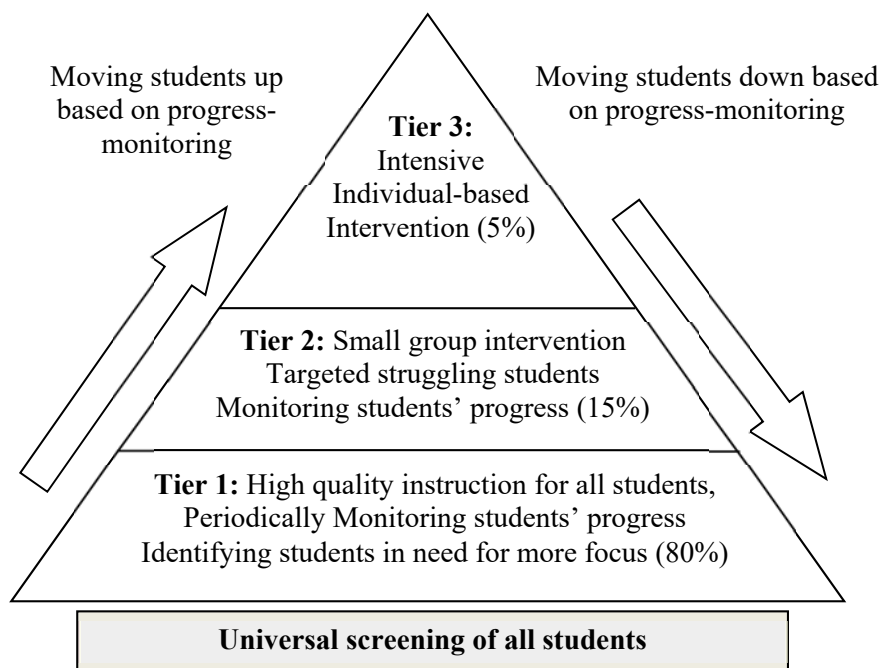 Moving students up
based on progress-
monitoring
Moving students down based
on progress-monitoring
Tier 3:
Intensive
Individual-based
Intervention (5%)
Tier 2: Small group intervention
Targeted struggling students
Monitoring students’ progress (15%)
Tier 1: High quality instruction for all students,
Periodically Monitoring students’ progress
Identifying students in need for more focus (80%)
Universal screening of all students